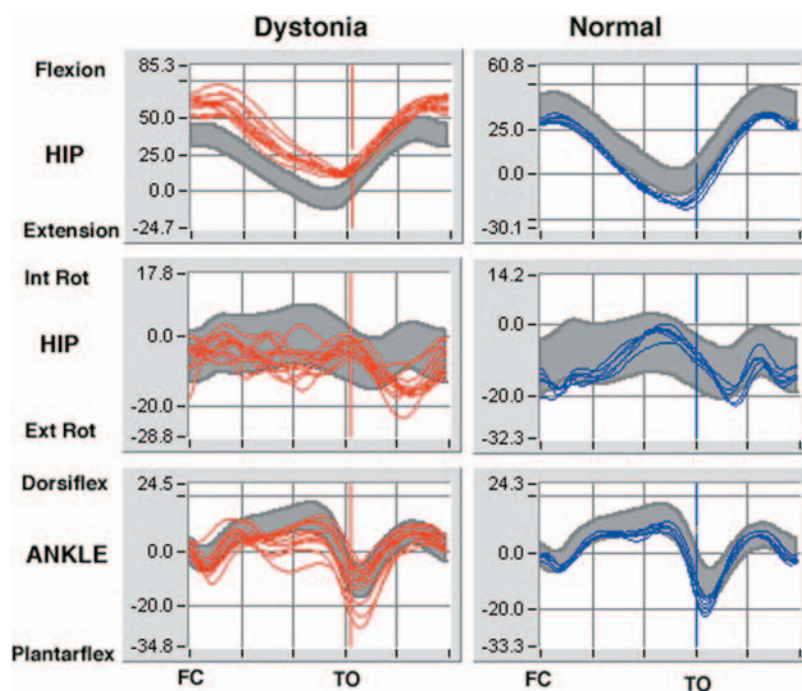 Dystonia Normal
Flexion
85.3
60.8
HIP
50.0
25.0
25.0
0.0
0.0
Extension
-24.7
-30.1
Int Rot
17.8
14.2
HIP
0.0
0.0
-20.0
-20.0
Ext Rot
-28.8
-32.3
Dorsiflex
24.5
24.3
ANKLE
0.0
0.0
-20.0
-20.0
Plantarflex
-34.8
-33.3
FC TO FC TO